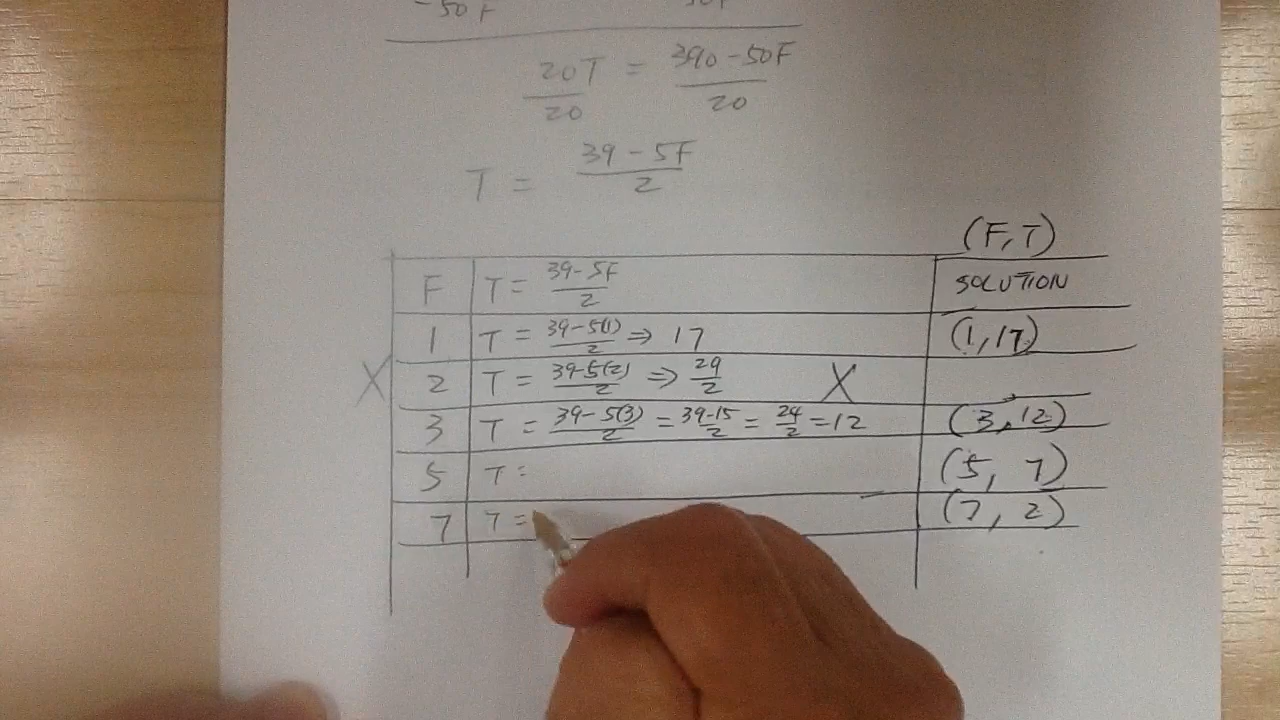 -50F
20T = 390-50F
20 20
T = 39-5F
2
(F,T)
F T = 39-5F/2 SOLUTION
1 T = 39-5(1)/2 ⇒ 17 (1,17)
X 2 T = 39-5(2)/2 ⇒ 29/2 X
3 T = 39-5(3)/2 = 39-15/2 = 24/2 = 12 (3,12)
5 T = (5, 7)
7 T = (7, 2)